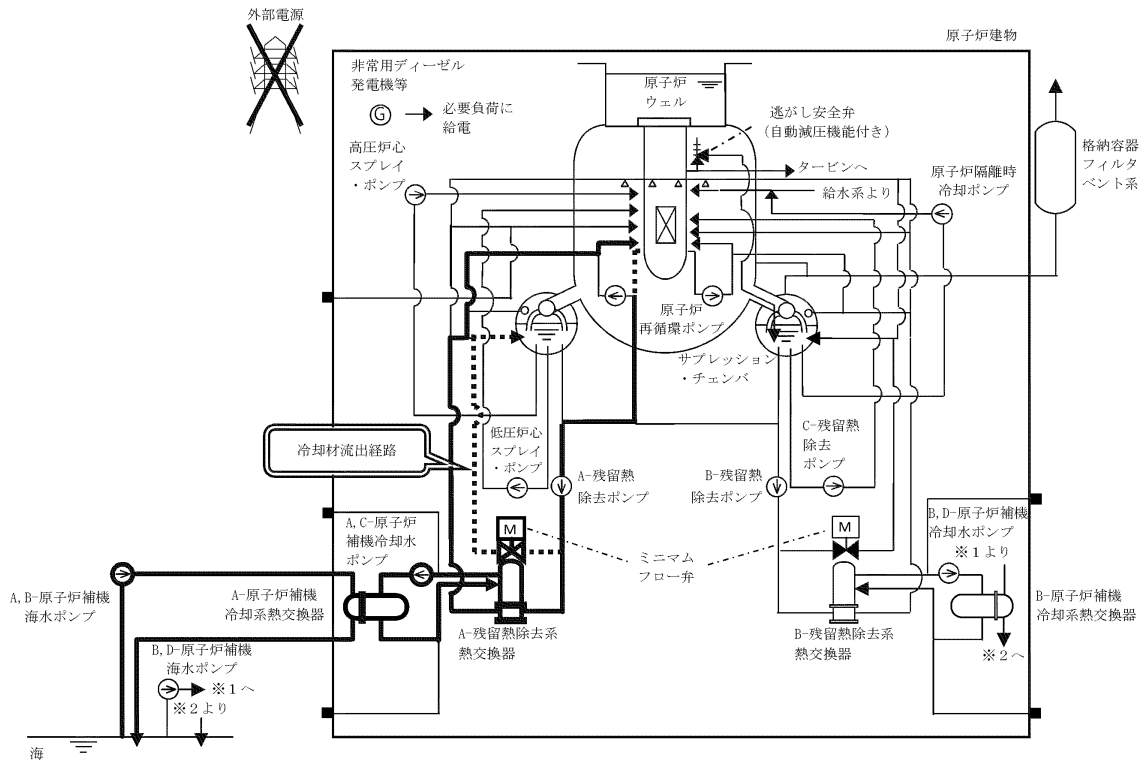 外部電源
原子炉建物
非常用ディーゼル
発電機等
G
必要負荷に
給電
原子炉
ウェル
逃がし安全弁
(自動減圧機能付き)
格納容器
フィルタ
ベント系
高圧炉心
スプレイ
・ポンプ
タービンへ
給水系より
原子炉隔離時
冷却ポンプ
原子炉
再循環ポンプ
サプレッション
・チェンバ
冷却材流出経路
低圧炉心
スプレイ
・ポンプ
A-残留熱
除去ポンプ
B-残留熱
除去ポンプ
C-残留熱
除去
ポンプ
A,C-原子炉
補機冷却水
ポンプ
M
ミニマム
フロー弁
M
B,D-原子炉補機
冷却水ポンプ
※1より
A,B-原子炉補機
海水ポンプ
A-原子炉補機
冷却系熱交換器
A-残留熱除去系
熱交換器
B-残留熱除去系
熱交換器
B-原子炉補機
冷却系熱交換器
※2へ
B,D-原子炉補機
海水ポンプ
※1へ
※2より
海